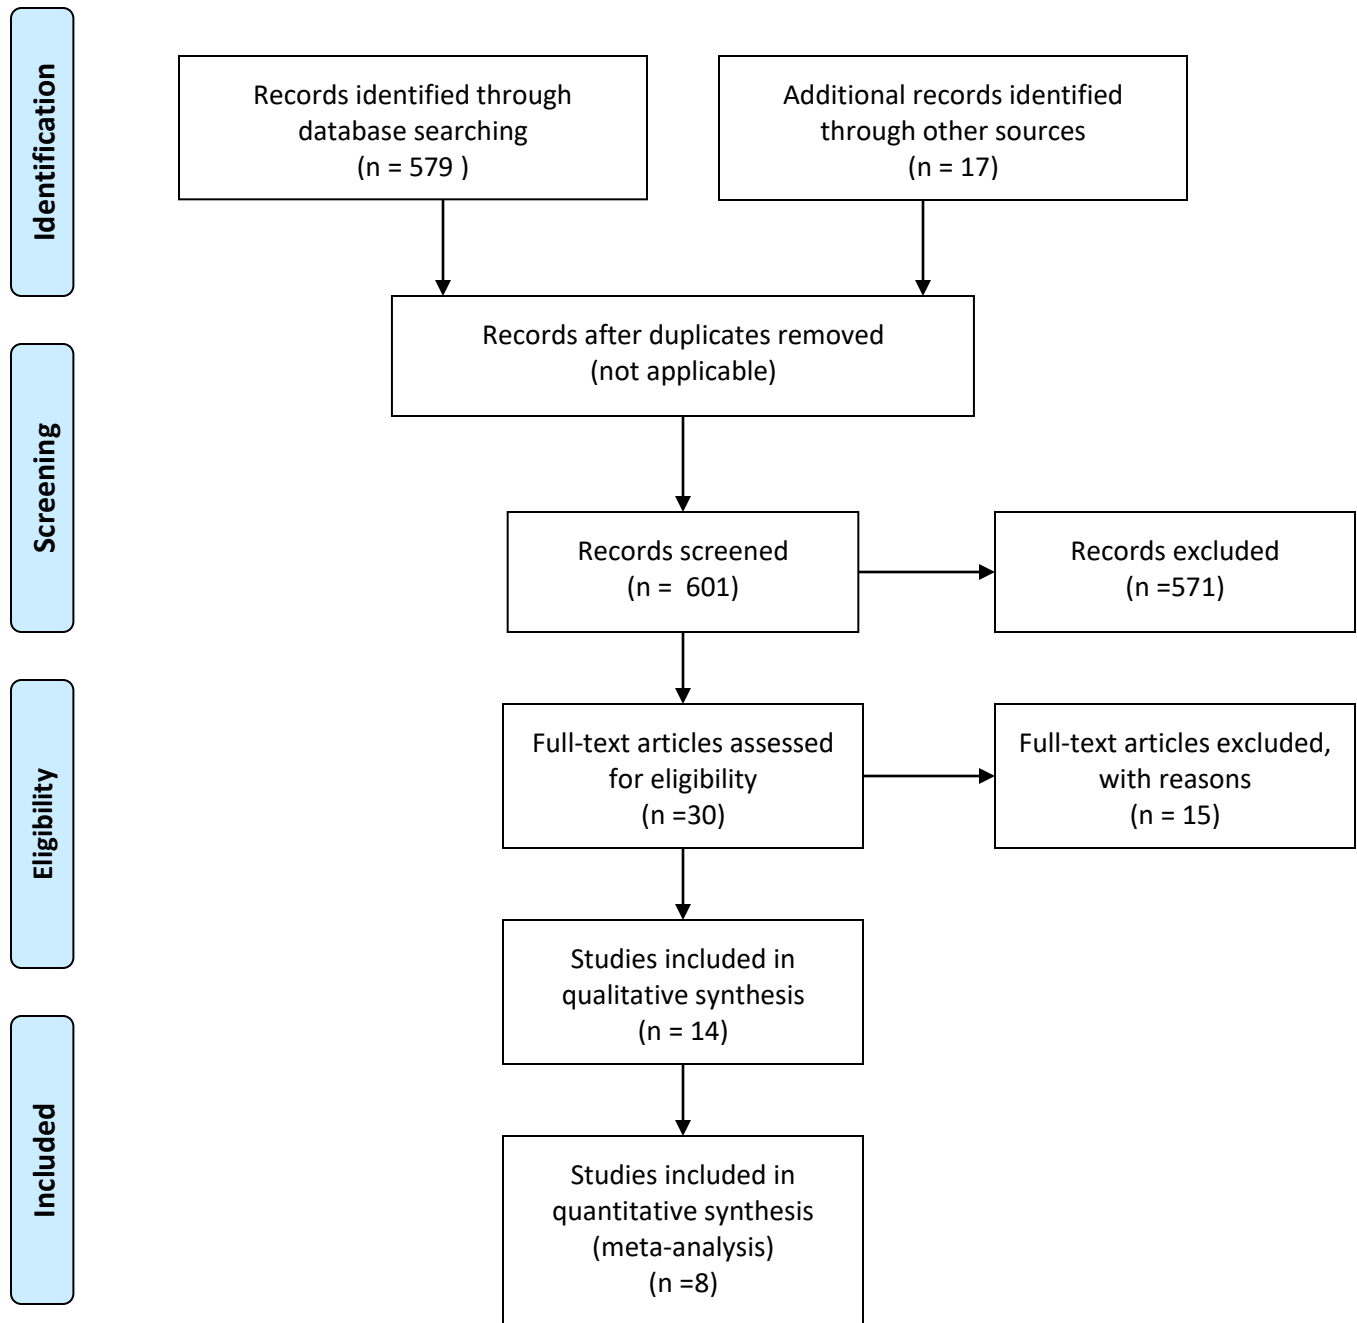 Identification
Records identified through
database searching
(n = 579 )
Additional records identified
through other sources
(n = 17)
Records after duplicates removed
(not applicable)
Screening
Records screened
(n =  601)
Records excluded
(n =571)
Eligibility
Full-text articles assessed
for eligibility
(n =30)
Full-text articles excluded,
with reasons
(n = 15)
Studies included in
qualitative synthesis
(n = 14)
Included
Studies included in
quantitative synthesis
(meta-analysis)
(n =8)